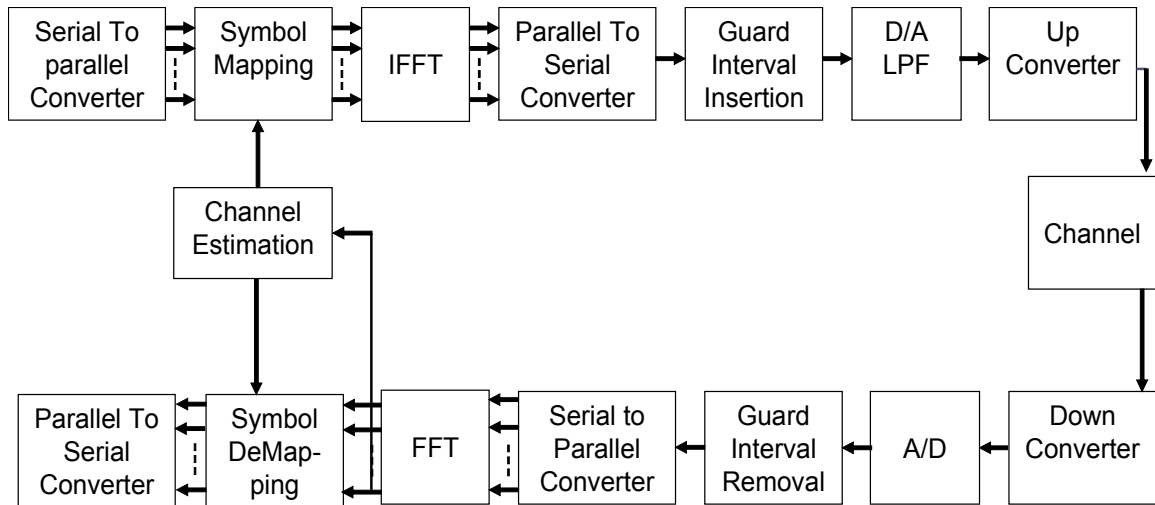 Serial To
parallel
Converter
Symbol
Mapping
IFFT
Parallel To
Serial
Converter
Guard
Interval
Insertion
D/A
LPF
Up
Converter
Channel
Estimation
Channel
Parallel To
Serial
Converter
Symbol
DeMap-
ping
FFT
Serial to
Parallel
Converter
Guard
Interval
Removal
A/D
Down
Converter